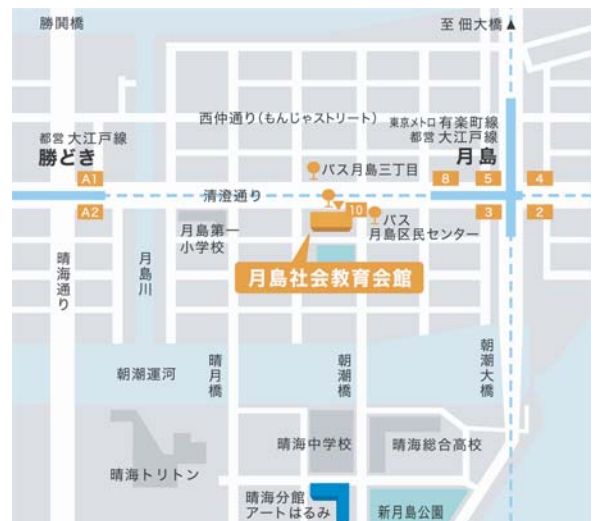 勝鬨橋
至 佃大橋▲
西仲通り(もんじゃストリート)
東京メトロ 有楽町線
都営 大江戸線
月島
都営 大江戸線
勝どき
バス月島三丁目
A1
8
5
4
清澄通り
A2
10
3
2
月島第一
小学校
バス
月島区民センター
月島社会教育会館
晴海通り
月島川
朝潮運河
晴月橋
朝潮橋
朝潮大橋
晴海中学校
晴海総合高校
晴海トリトン
晴海分館
アートはるみ
新月島公園